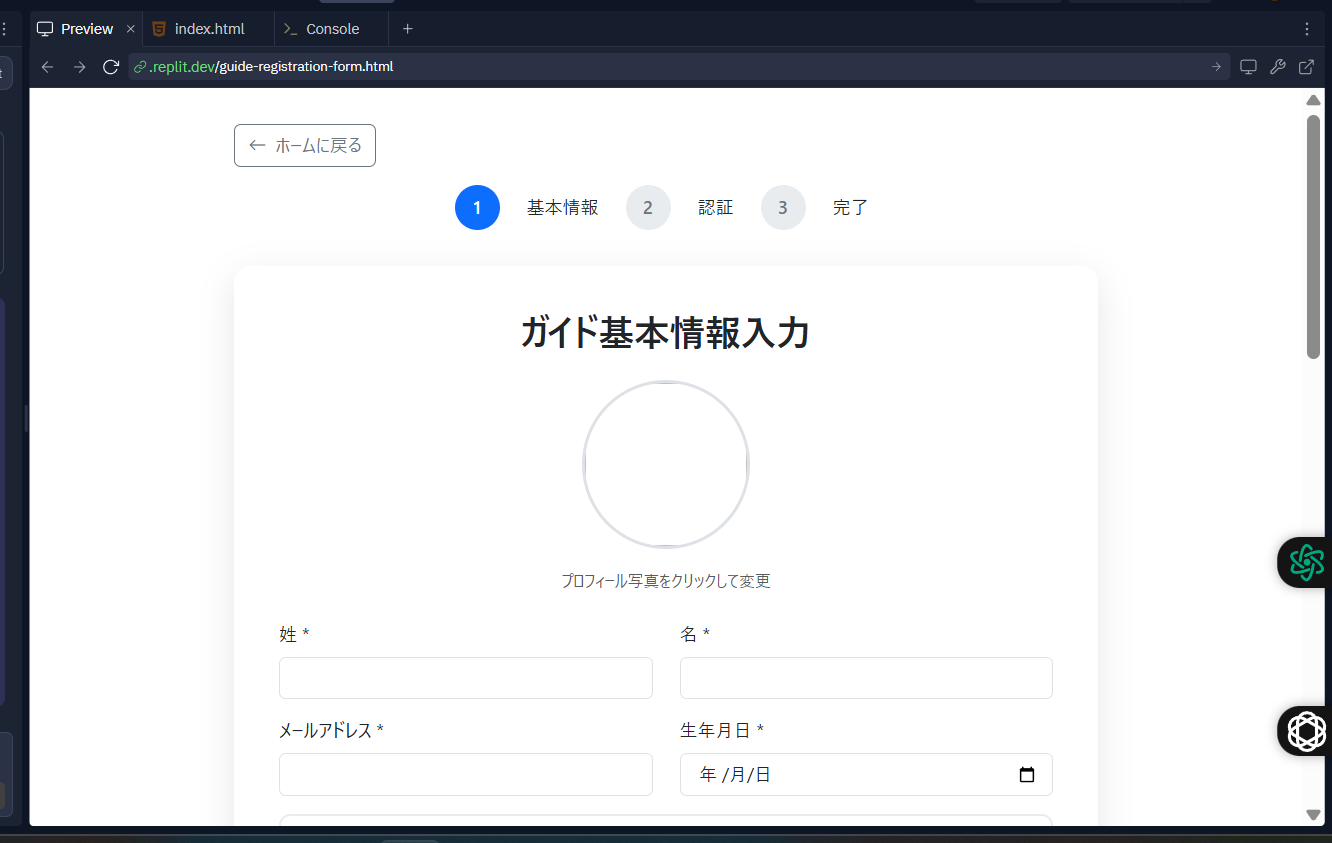 Preview
index.html
Console
.replit.dev/guide-registration-form.html
← ホームに戻る
1 基本情報 2 認証 3 完了
ガイド基本情報入力
プロフィール写真をクリックして変更
姓 *
名 *
メールアドレス *
生年月日 *
年 /月/日